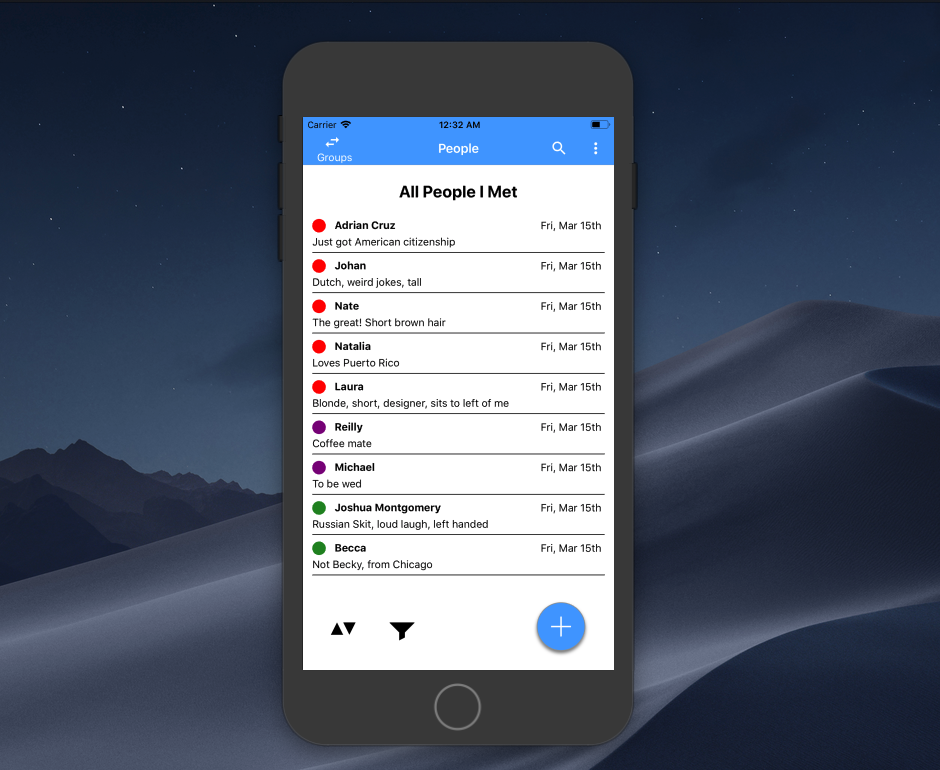 Carrier 12:32 AM
Groups People
All People I Met
Adrian Cruz Fri, Mar 15th
Just got American citizenship
Johan Fri, Mar 15th
Dutch, weird jokes, tall
Nate Fri, Mar 15th
The great! Short brown hair
Natalia Fri, Mar 15th
Loves Puerto Rico
Laura Fri, Mar 15th
Blonde, short, designer, sits to left of me
Reilly Fri, Mar 15th
Coffee mate
Michael Fri, Mar 15th
To be wed
Joshua Montgomery Fri, Mar 15th
Russian Skit, loud laugh, left handed
Becca Fri, Mar 15th
Not Becky, from Chicago